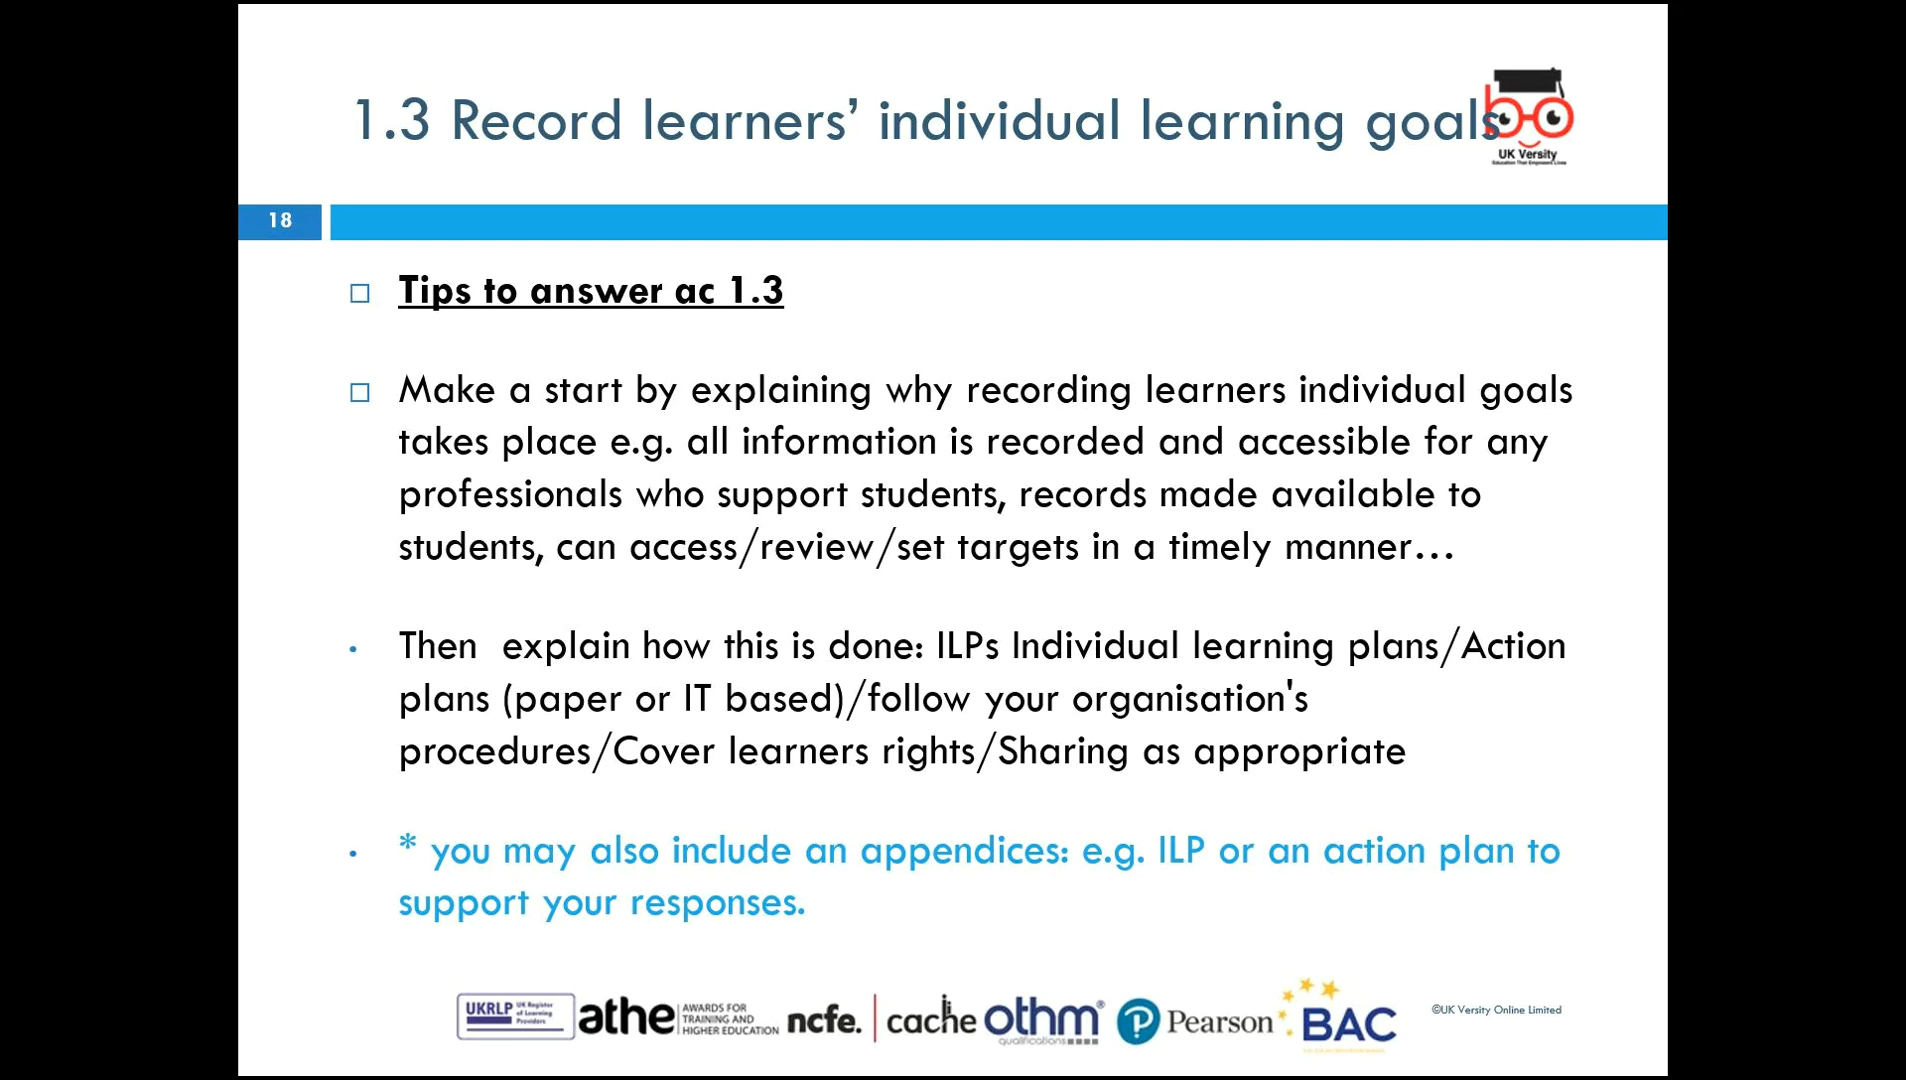 1.3 Record learners’ individual learning goals
UK Versity
Education That Empowers Lives
18
Tips to answer ac 1.3
Make a start by explaining why recording learners individual goals
takes place e.g. all information is recorded and accessible for any
professionals who support students, records made available to
students, can access/review/set targets in a timely manner…
Then explain how this is done: ILPs Individual learning plans/Action
plans (paper or IT based)/follow your organisation's
procedures/Cover learners rights/Sharing as appropriate
* you may also include an appendices: e.g. ILP or an action plan to
support your responses.
UKRLP UK Register
of Learning
Providers
athe AWARDS FOR
TRAINING AND
HIGHER EDUCATION
ncfe.
cache
othm
qualifications
Pearson
BAC
©UK Versity Online Limited